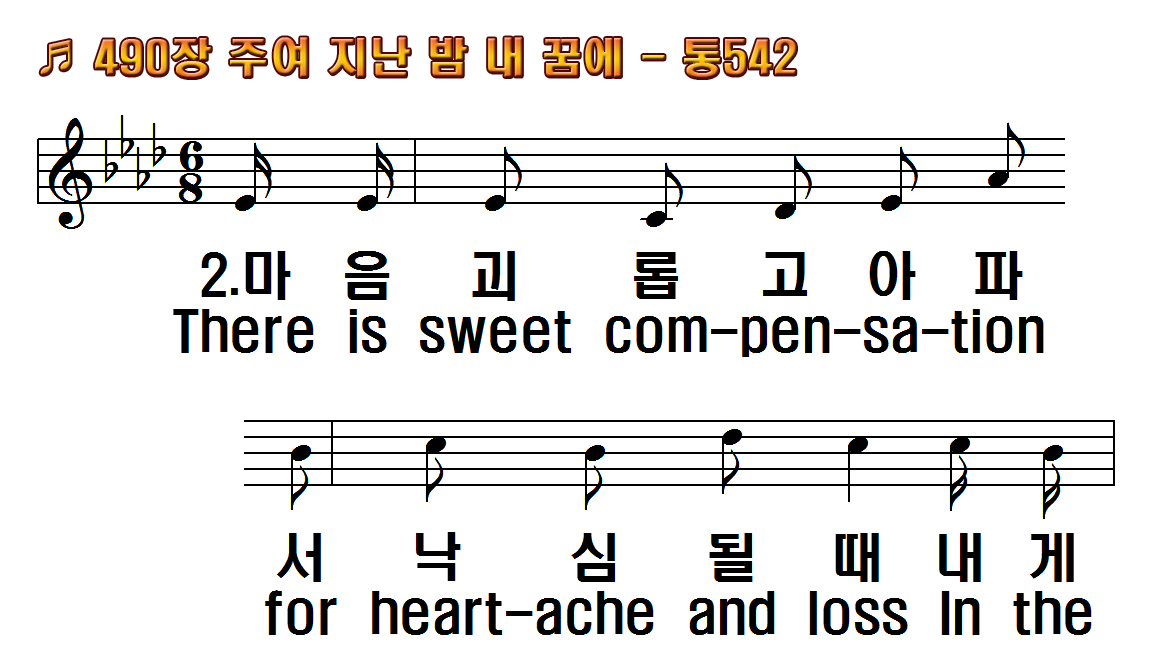 ♬ 490장 주여 지난 밤 내 꿈에 - 통542
6
8
2.마 음 괴 롭 고 아 파
There is sweet com-pen-sa-tion
서 낙 심 될 때 내 게
for heart-ache and loss In the